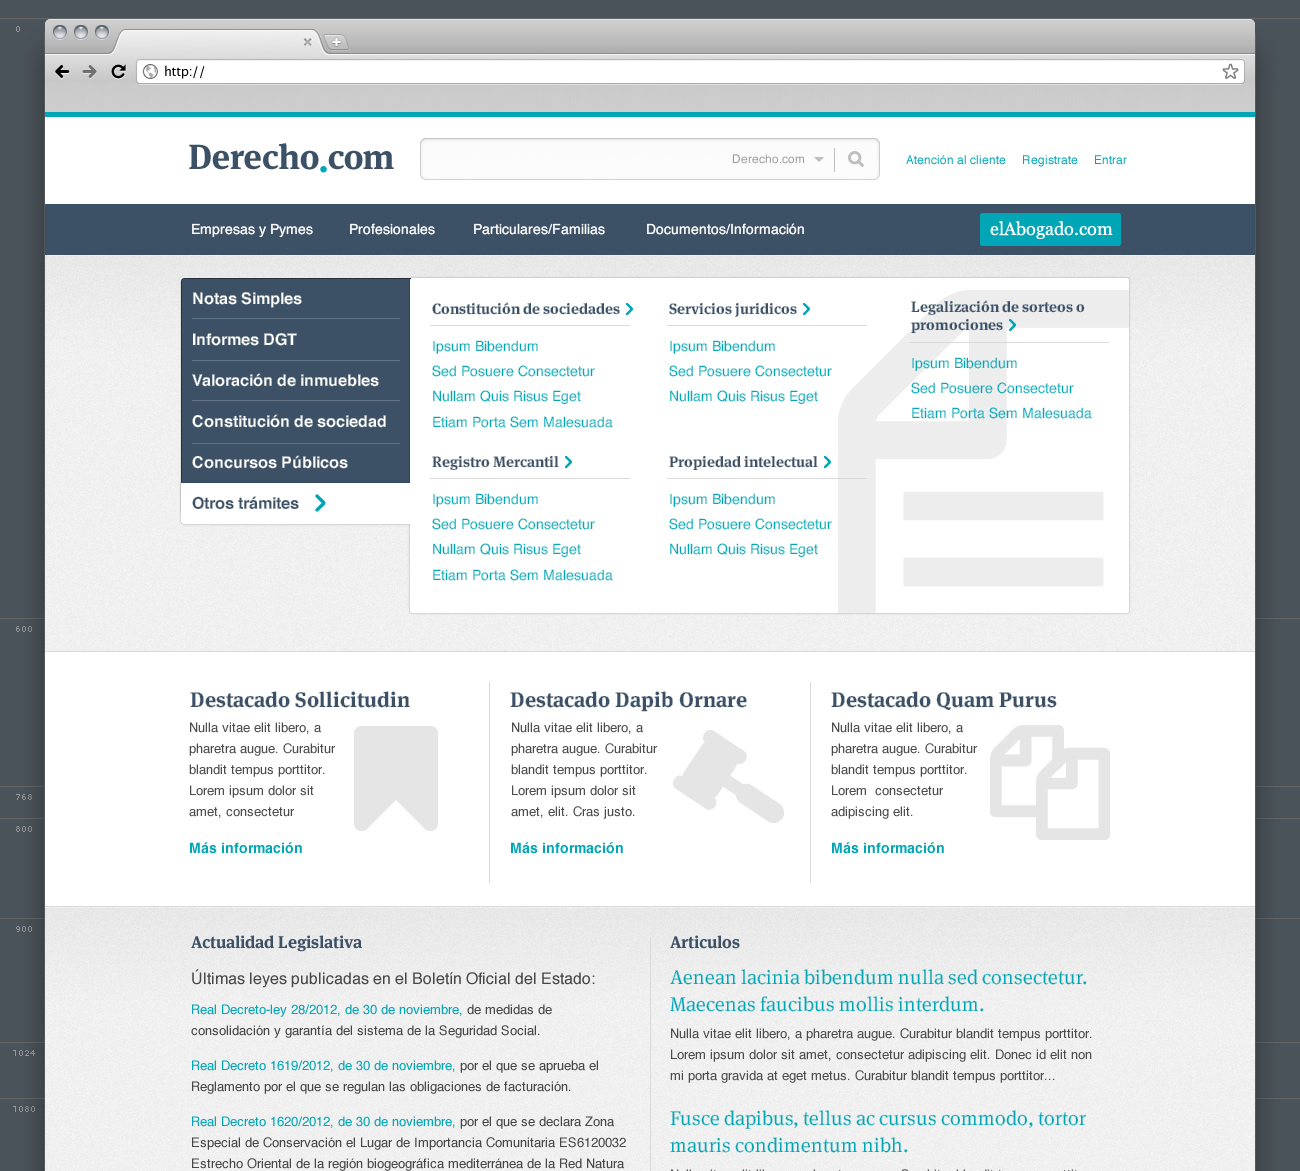 0
http://
Derecho.com
Derecho.com
Atención al cliente
Registrate
Entrar
Empresas y Pymes
Profesionales
Particulares/Familias
Documentos/Información
elAbogado.com
Notas Simples
Informes DGT
Valoración de inmuebles
Constitución de sociedad
Concursos Públicos
Otros trámites
Constitución de sociedades
Ipsum Bibendum
Sed Posuere Consectetur
Nullam Quis Risus Eget
Etiam Porta Sem Malesuada
Servicios juridicos
Ipsum Bibendum
Sed Posuere Consectetur
Nullam Quis Risus Eget
Legalización de sorteos o
promociones
Ipsum Bibendum
Sed Posuere Consectetur
Etiam Porta Sem Malesuada
Registro Mercantil
Ipsum Bibendum
Sed Posuere Consectetur
Nullam Quis Risus Eget
Etiam Porta Sem Malesuada
Propiedad intelectual
Ipsum Bibendum
Sed Posuere Consectetur
Nullam Quis Risus Eget
600
Destacado Sollicitudin
Nulla vitae elit libero, a
pharetra augue. Curabitur
blandit tempus porttitor.
Lorem ipsum dolor sit
amet, consectetur
Más información
Destacado Dapib Ornare
Nulla vitae elit libero, a
pharetra augue. Curabitur
blandit tempus porttitor.
Lorem ipsum dolor sit
amet, elit. Cras justo.
Más información
Destacado Quam Purus
Nulla vitae elit libero, a
pharetra augue. Curabitur
blandit tempus porttitor.
Lorem  consectetur
adipiscing elit.
Más información
768
800
900
Actualidad Legislativa
Últimas leyes publicadas en el Boletín Oficial del Estado:
Real Decreto-ley 28/2012, de 30 de noviembre, de medidas de
consolidación y garantía del sistema de la Seguridad Social.
Real Decreto 1619/2012, de 30 de noviembre, por el que se aprueba el
Reglamento por el que se regulan las obligaciones de facturación.
Real Decreto 1620/2012, de 30 de noviembre, por el que se declara Zona
Especial de Conservación el Lugar de Importancia Comunitaria ES6120032
Estrecho Oriental de la región biogeográfica mediterránea de la Red Natura
Articulos
Aenean lacinia bibendum nulla sed consectetur.
Maecenas faucibus mollis interdum.
Nulla vitae elit libero, a pharetra augue. Curabitur blandit tempus porttitor.
Lorem ipsum dolor sit amet, consectetur adipiscing elit. Donec id elit non
mi porta gravida at eget metus. Curabitur blandit tempus porttitor...
Fusce dapibus, tellus ac cursus commodo, tortor
mauris condimentum nibh.
1024
1080